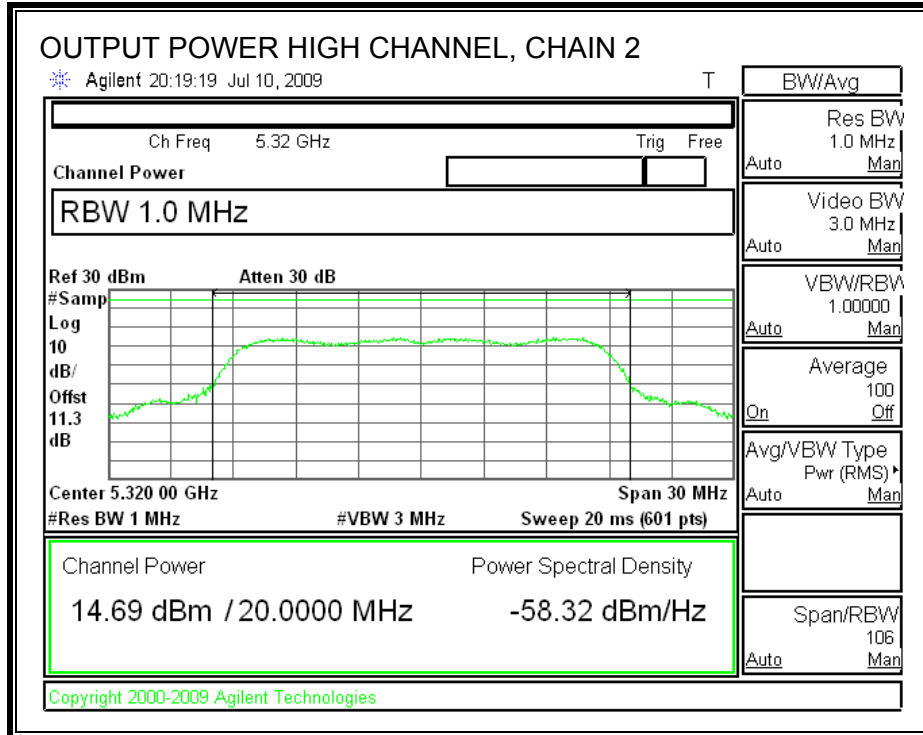 OUTPUT POWER HIGH CHANNEL, CHAIN 2
Agilent 20:19:19 Jul 10, 2009 T
Ch Freq 5.32 GHz Trig Free
Channel Power
RBW 1.0 MHz
Ref 30 dBm Atten 30 dB
#Samp
Log
10
dB/
Offst
11.3
dB
Center 5.320 00 GHz Span 30 MHz
#Res BW 1 MHz #VBW 3 MHz Sweep 20 ms (601 pts)
Channel Power Power Spectral Density
14.69 dBm / 20.0000 MHz -58.32 dBm/Hz
Copyright 2000-2009 Agilent Technologies
BW/Avg
Res BW
1.0 MHz
Auto Man
Video BW
3.0 MHz
Auto Man
VBW/RBW
1.00000
Auto Man
Average
100
On Off
Avg/VBW Type
Pwr (RMS)
Auto Man
Span/RBW
106
Auto Man